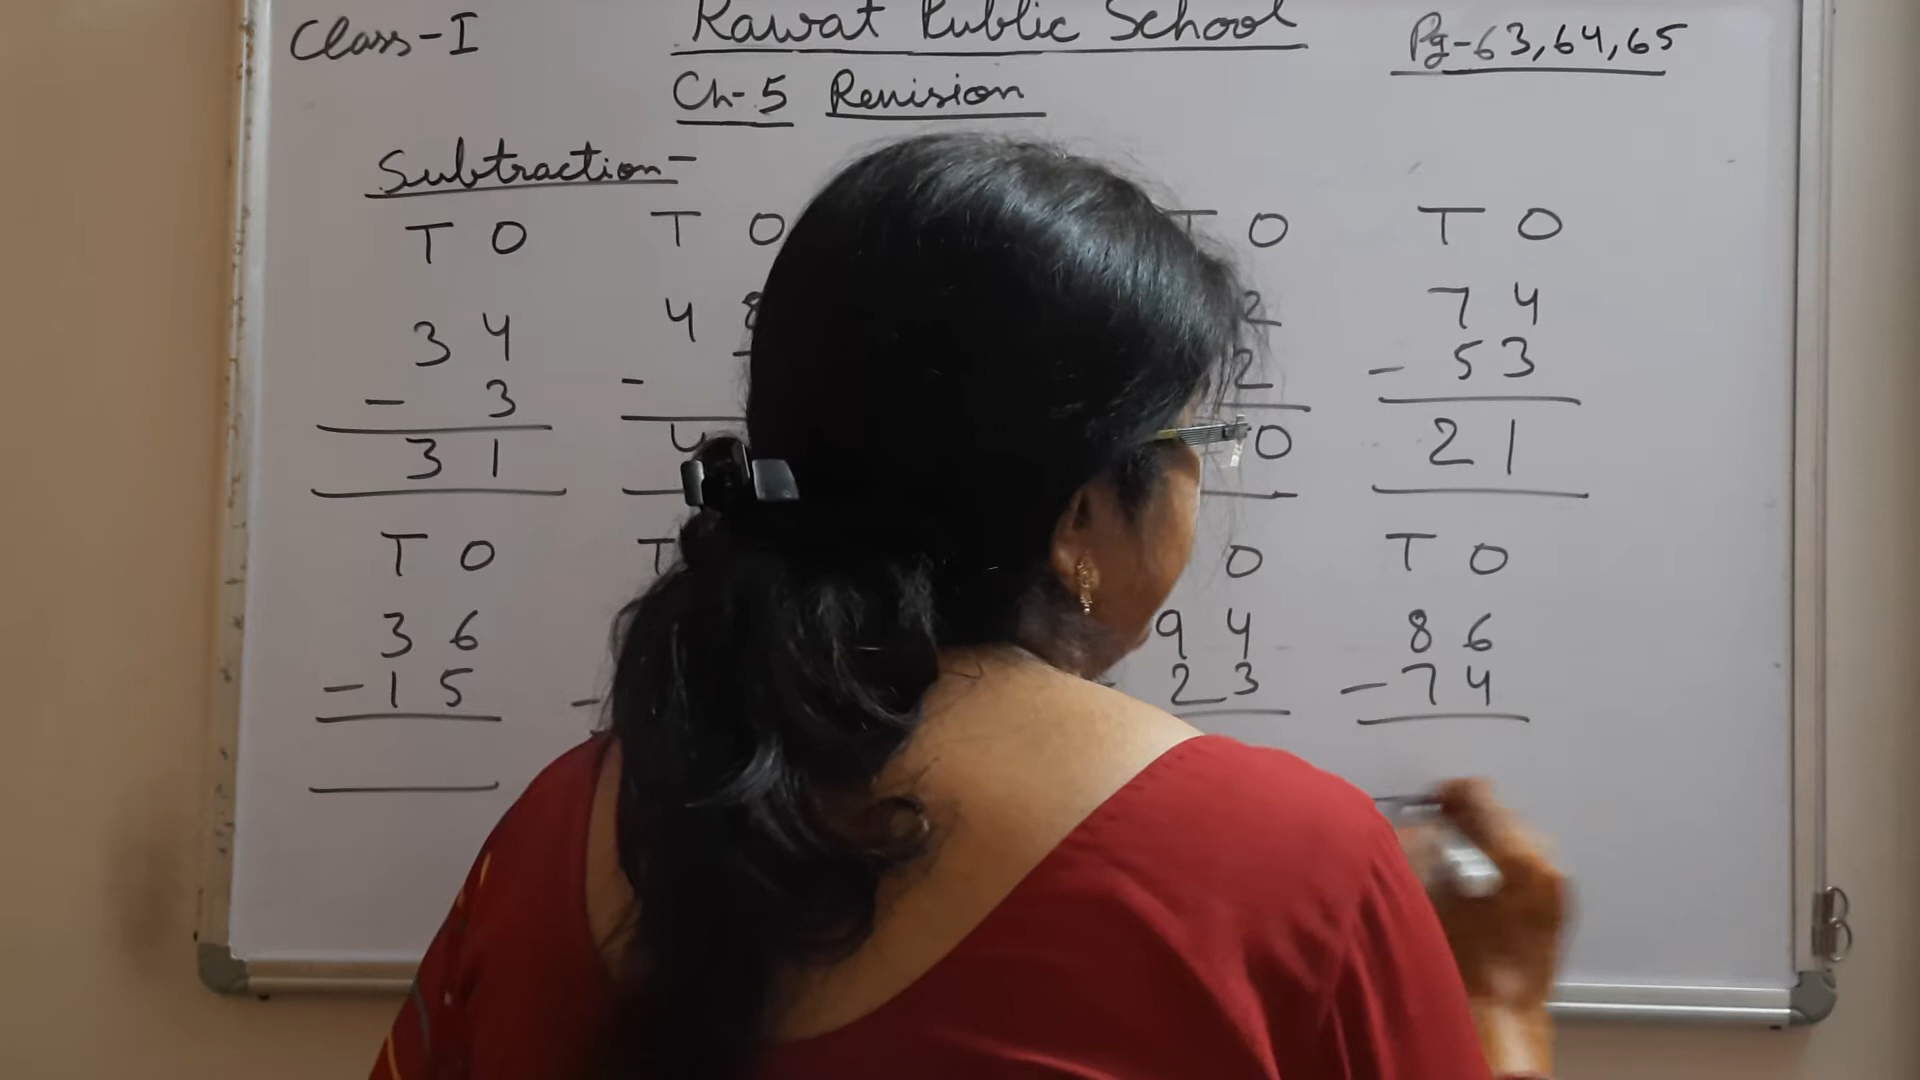 Class-I Rawat Public School Pg-63,64,65
Ch-5 Revision
Subtraction-
T O T O T O T O
3 4 4 2 7 4
- 3 - 2 - 5 3
3 1 4 0 2 1
T O T O T O
3 6 9 4 8 6
-1 5 - 2 3 -7 4